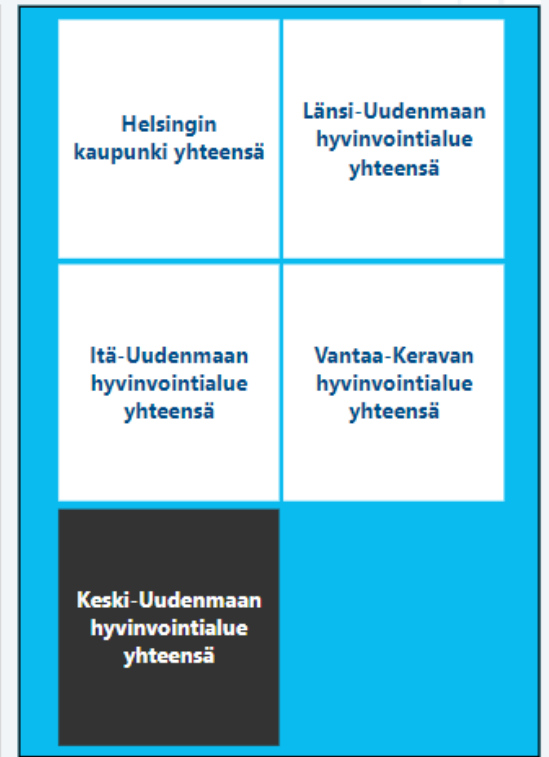 Helsingin
kaupunki yhteensä
Länsi-Uudenmaan
hyvinvointialue
yhteensä
Itä-Uudenmaan
hyvinvointialue
yhteensä
Vantaa-Keravan
hyvinvointialue
yhteensä
Keski-Uudenmaan
hyvinvointialue
yhteensä